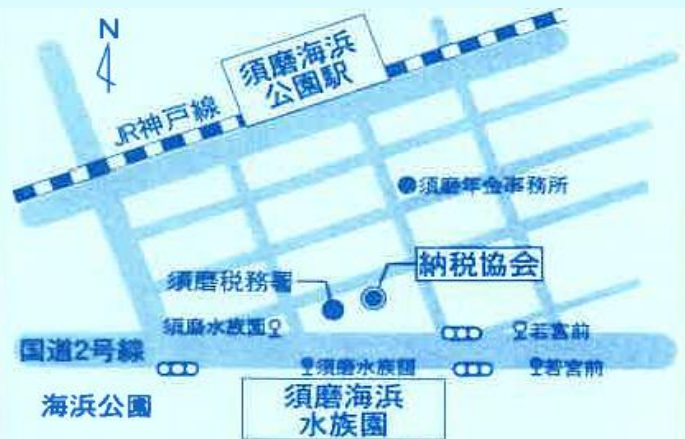 N
須磨海浜
公園駅
JR神戸線
須磨年金事務所
納税協会
須磨税務署
須磨水族園
若宮前
国道2号線
須磨水族園
若宮前
海浜公園
須磨海浜
水族園